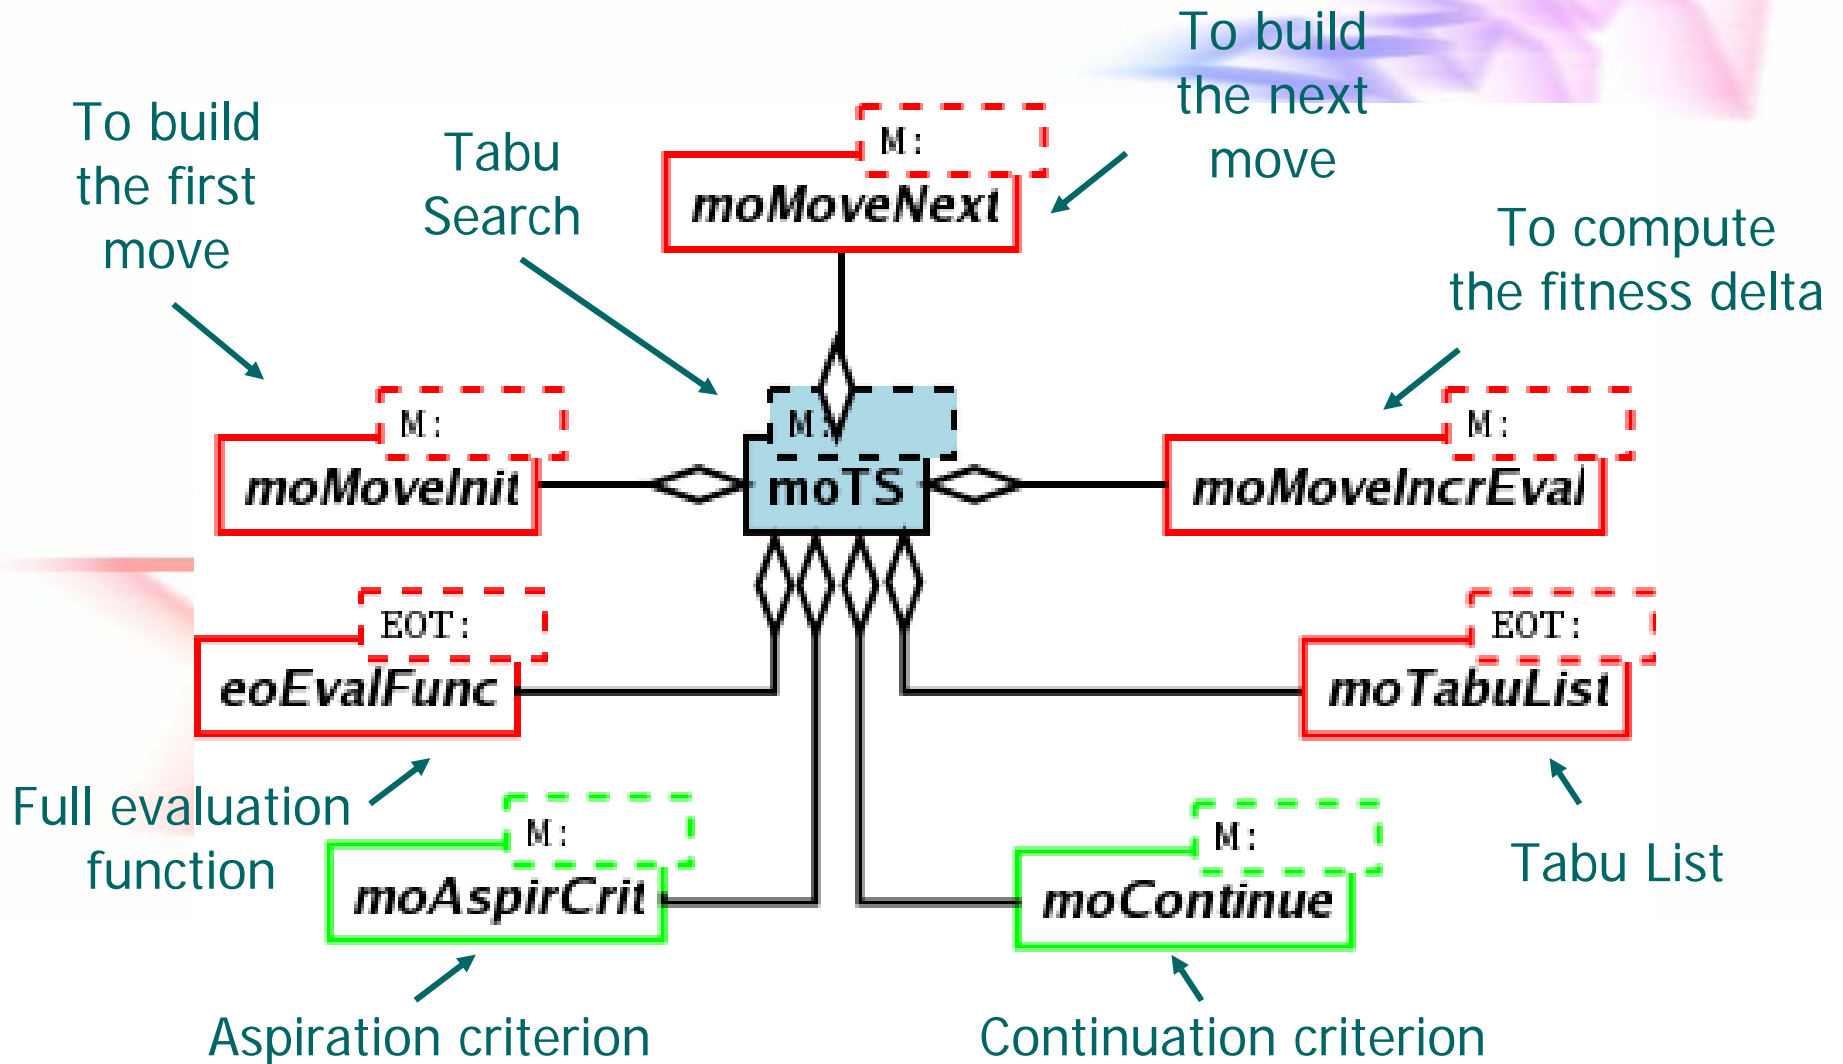 To build
the next
move
To build
the first
move
Tabu
Search
M:
moMoveNext
To compute
the fitness delta
M:
moMoveInit
M:
moTS
M:
moMoveIncrEval
EOT:
eoEvalFunc
EOT:
moTabuList
Full evaluation
function
M:
moAspirCrit
M:
moContinue
Tabu List
Aspiration criterion
Continuation criterion